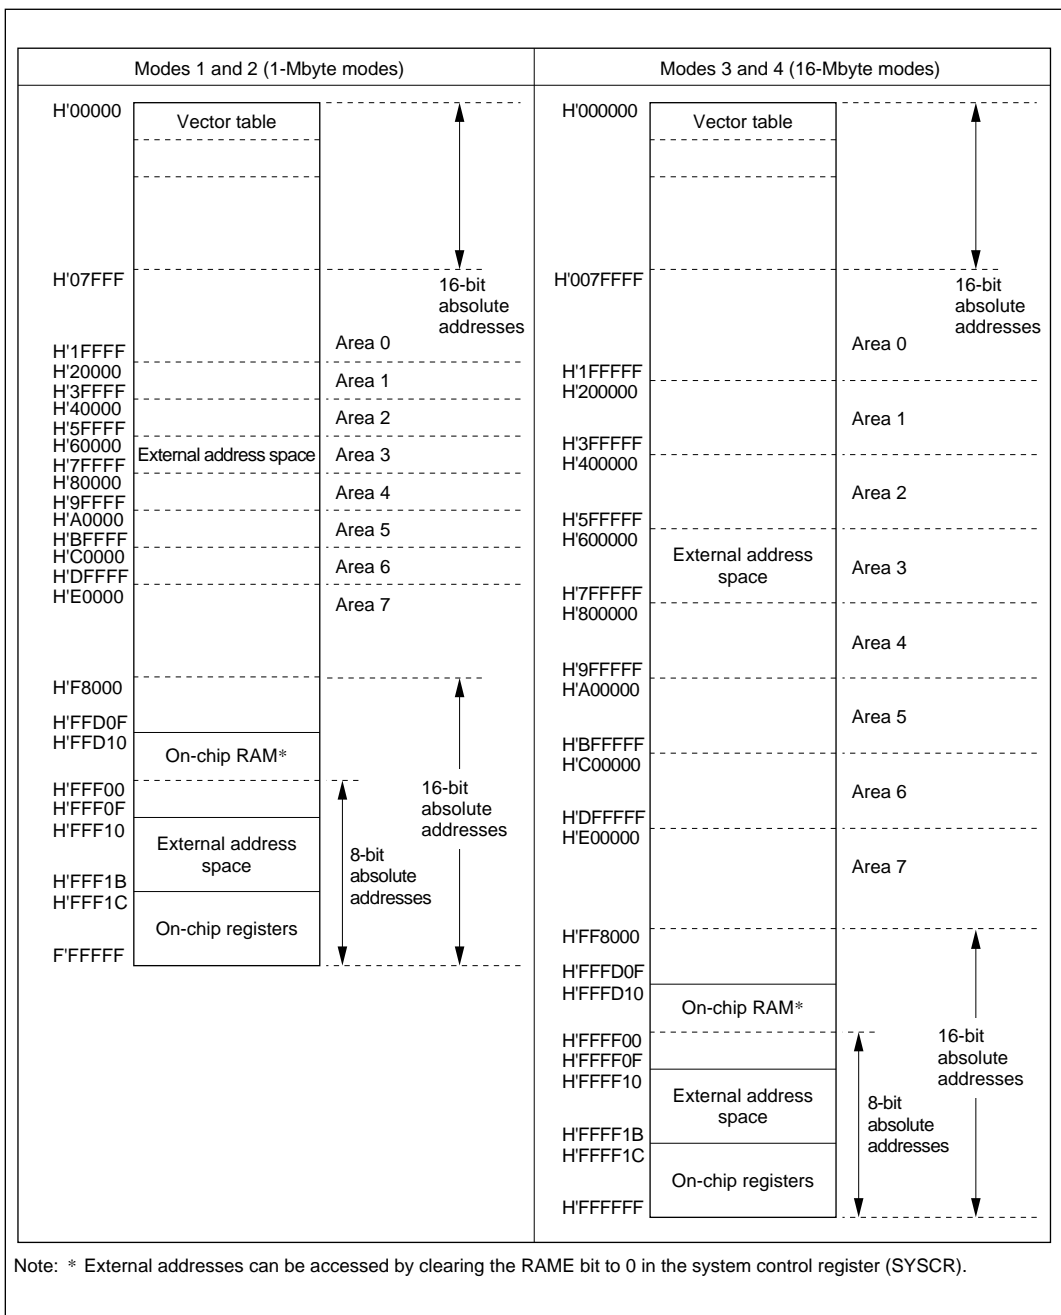 Modes 1 and 2 (1-Mbyte modes)
H'00000
Vector table
H'07FFF
16-bit
absolute
addresses
Area 0
H'1FFFF
H'20000
Area 1
H'3FFFF
H'40000
Area 2
H'5FFFF
H'60000
External address space
Area 3
H'7FFFF
H'80000
Area 4
H'9FFFF
H'A0000
Area 5
H'BFFFF
H'C0000
Area 6
H'DFFFF
H'E0000
Area 7
H'F8000
H'FFD0F
H'FFD10
On-chip RAM*
H'FFF00
H'FFF0F
16-bit
absolute
addresses
H'FFF10
External address
space
8-bit
absolute
addresses
H'FFF1B
H'FFF1C
On-chip registers
F'FFFFF
Modes 3 and 4 (16-Mbyte modes)
H'000000
Vector table
H'007FFFF
16-bit
absolute
addresses
Area 0
H'1FFFFF
H'200000
Area 1
H'3FFFFF
H'400000
Area 2
H'5FFFFF
H'600000
External address
space
Area 3
H'7FFFFF
H'800000
Area 4
H'9FFFFF
H'A00000
Area 5
H'BFFFFF
H'C00000
Area 6
H'DFFFFF
H'E00000
Area 7
H'FF8000
H'FFFD0F
H'FFFD10
On-chip RAM*
H'FFFF00
H'FFFF0F
16-bit
absolute
addresses
H'FFFF10
External address
space
8-bit
absolute
addresses
H'FFFF1B
H'FFFF1C
On-chip registers
H'FFFFFF
Note: * External addresses can be accessed by clearing the RAME bit to 0 in the system control register (SYSCR).